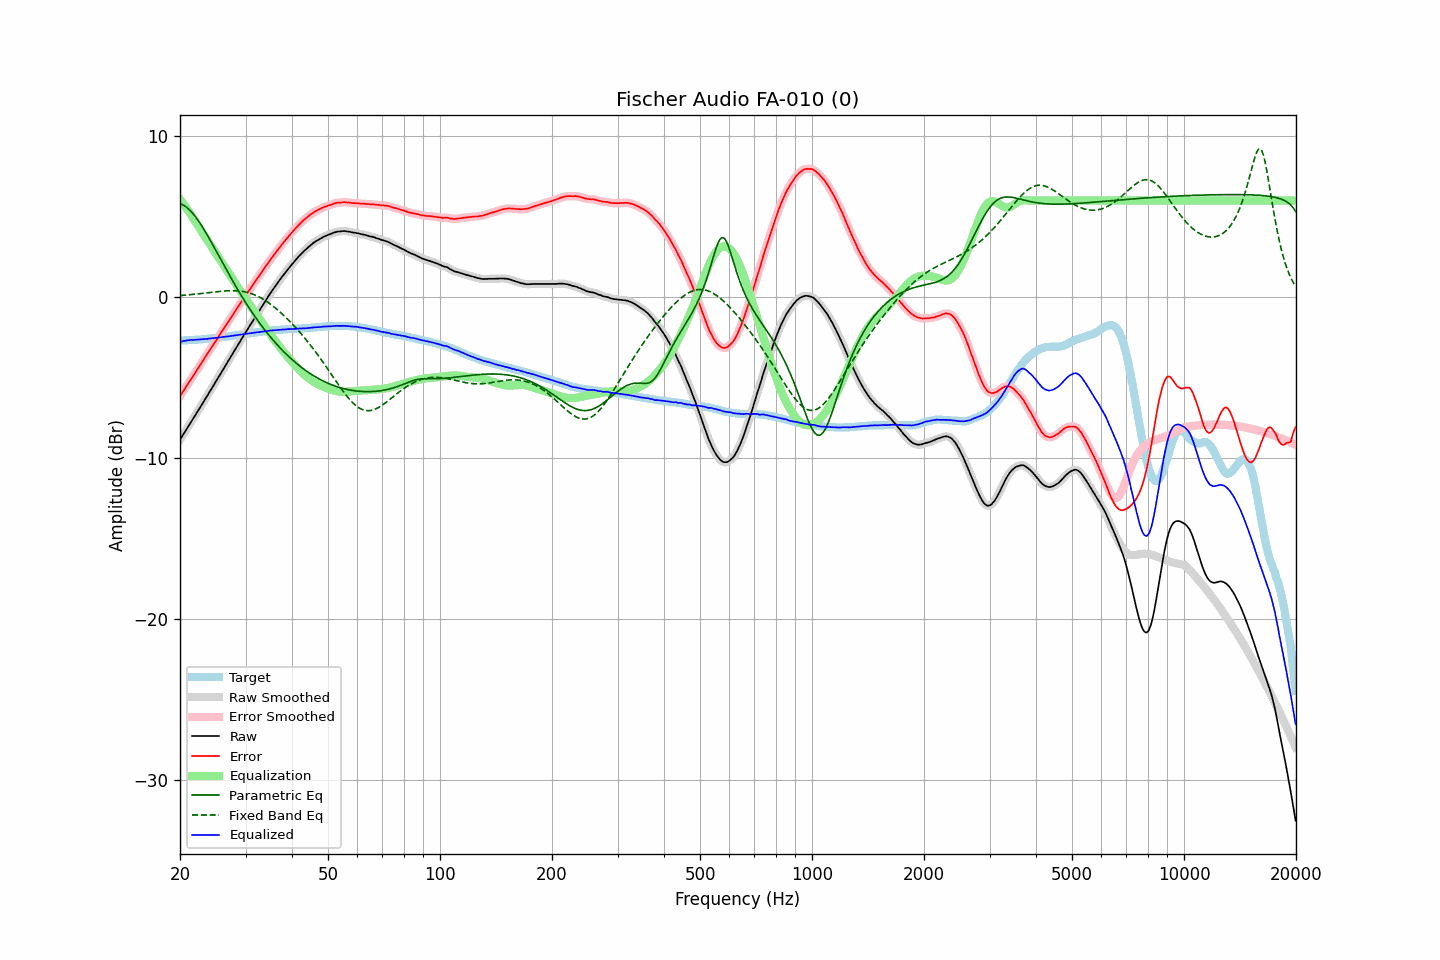 Fischer Audio FA-010 (0)
10
0
−10
−20
−30
Amplitude (dBr)
Target
Raw Smoothed
Error Smoothed
Raw
Error
Equalization
Parametric Eq
Fixed Band Eq
Equalized
20 50 100 200 500 1000 2000 5000 10000 20000
Frequency (Hz)